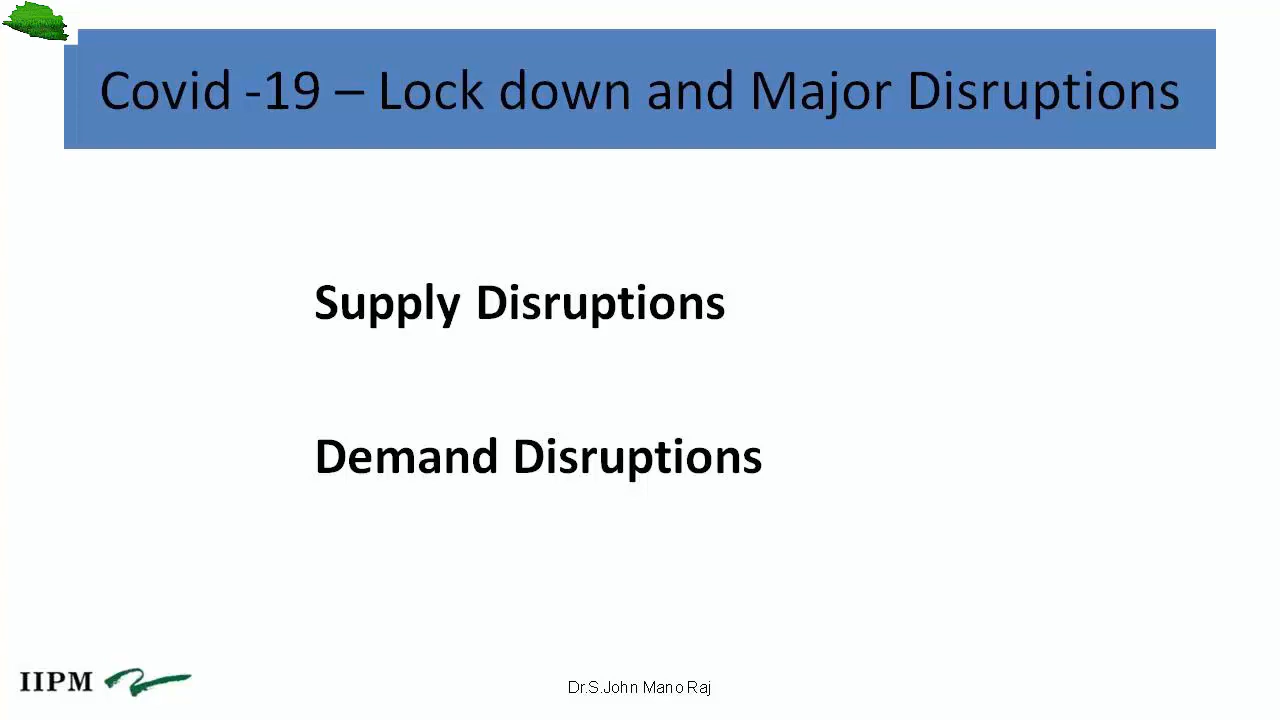 Covid -19 – Lock down and Major Disruptions
Supply Disruptions
Demand Disruptions
IIPM
Dr.S.John Mano Raj